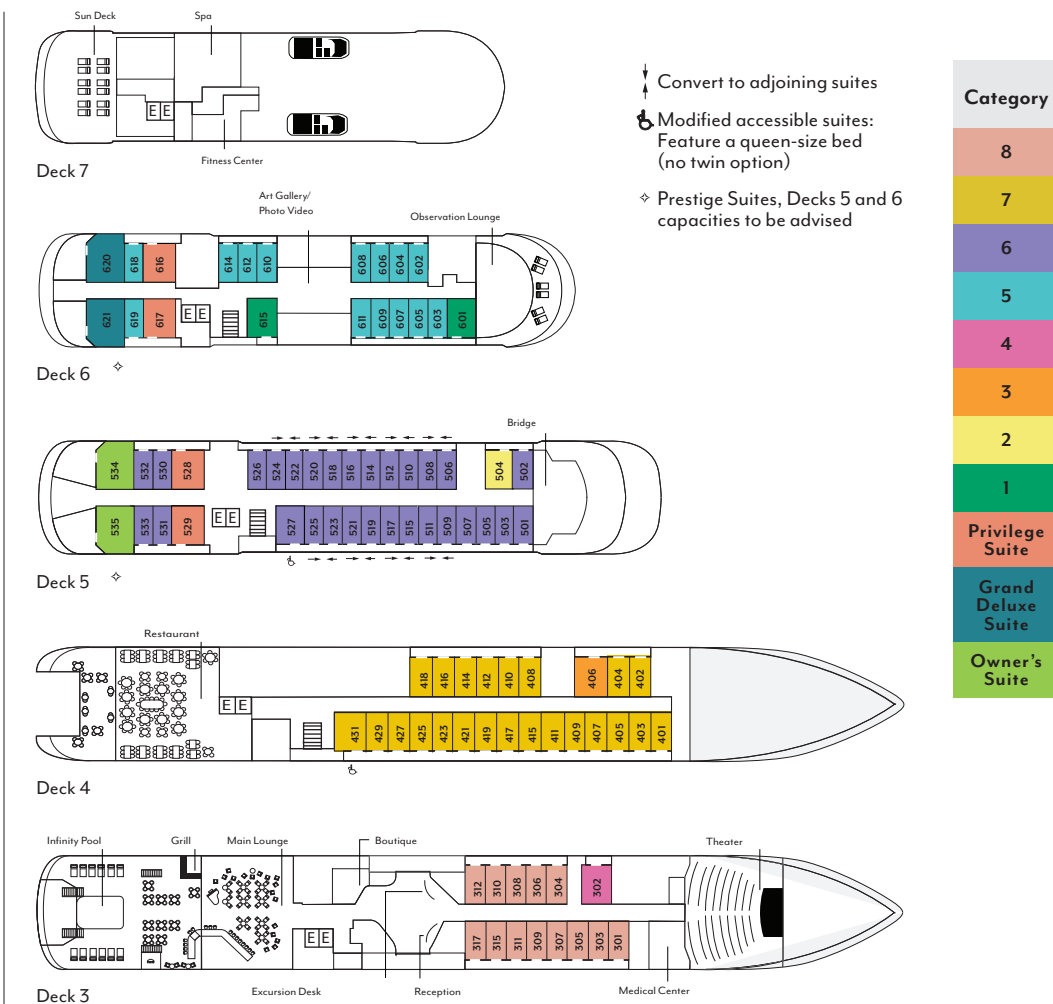 Sun Deck
Spa
E E
Fitness Center
Deck 7
Convert to adjoining suites
Modified accessible suites:
Feature a queen-size bed
(no twin option)
Prestige Suites, Decks 5 and 6
capacities to be advised
Category
8
7
6
5
4
3
2
1
Privilege
Suite
Grand
Deluxe
Suite
Owner's
Suite
Art Gallery/
Photo Video
Observation Lounge
620 618 616 614 612 610 608 606 604 602
E E
621 619 617 615 611 609 607 605 603 601
Deck 6
Bridge
534 532 530 528 526 524 522 520 518 516 514 512 510 508 506 504 502
E E
535 533 531 529 527 525 523 521 519 517 515 511 509 507 505 503 501
Deck 5
Restaurant
418 416 414 412 410 408 406 404 402
E E
431 429 427 425 423 421 419 417 415 411 409 407 405 403 401
Deck 4
Infinity Pool
Grill
Main Lounge
Boutique
Theater
312 310 308 306 304 302
E E
317 315 311 309 307 305 303 301
Excursion Desk
Reception
Medical Center
Deck 3